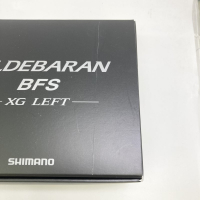 LDEBARAN
BFS
XG LEFT
SHIMANO